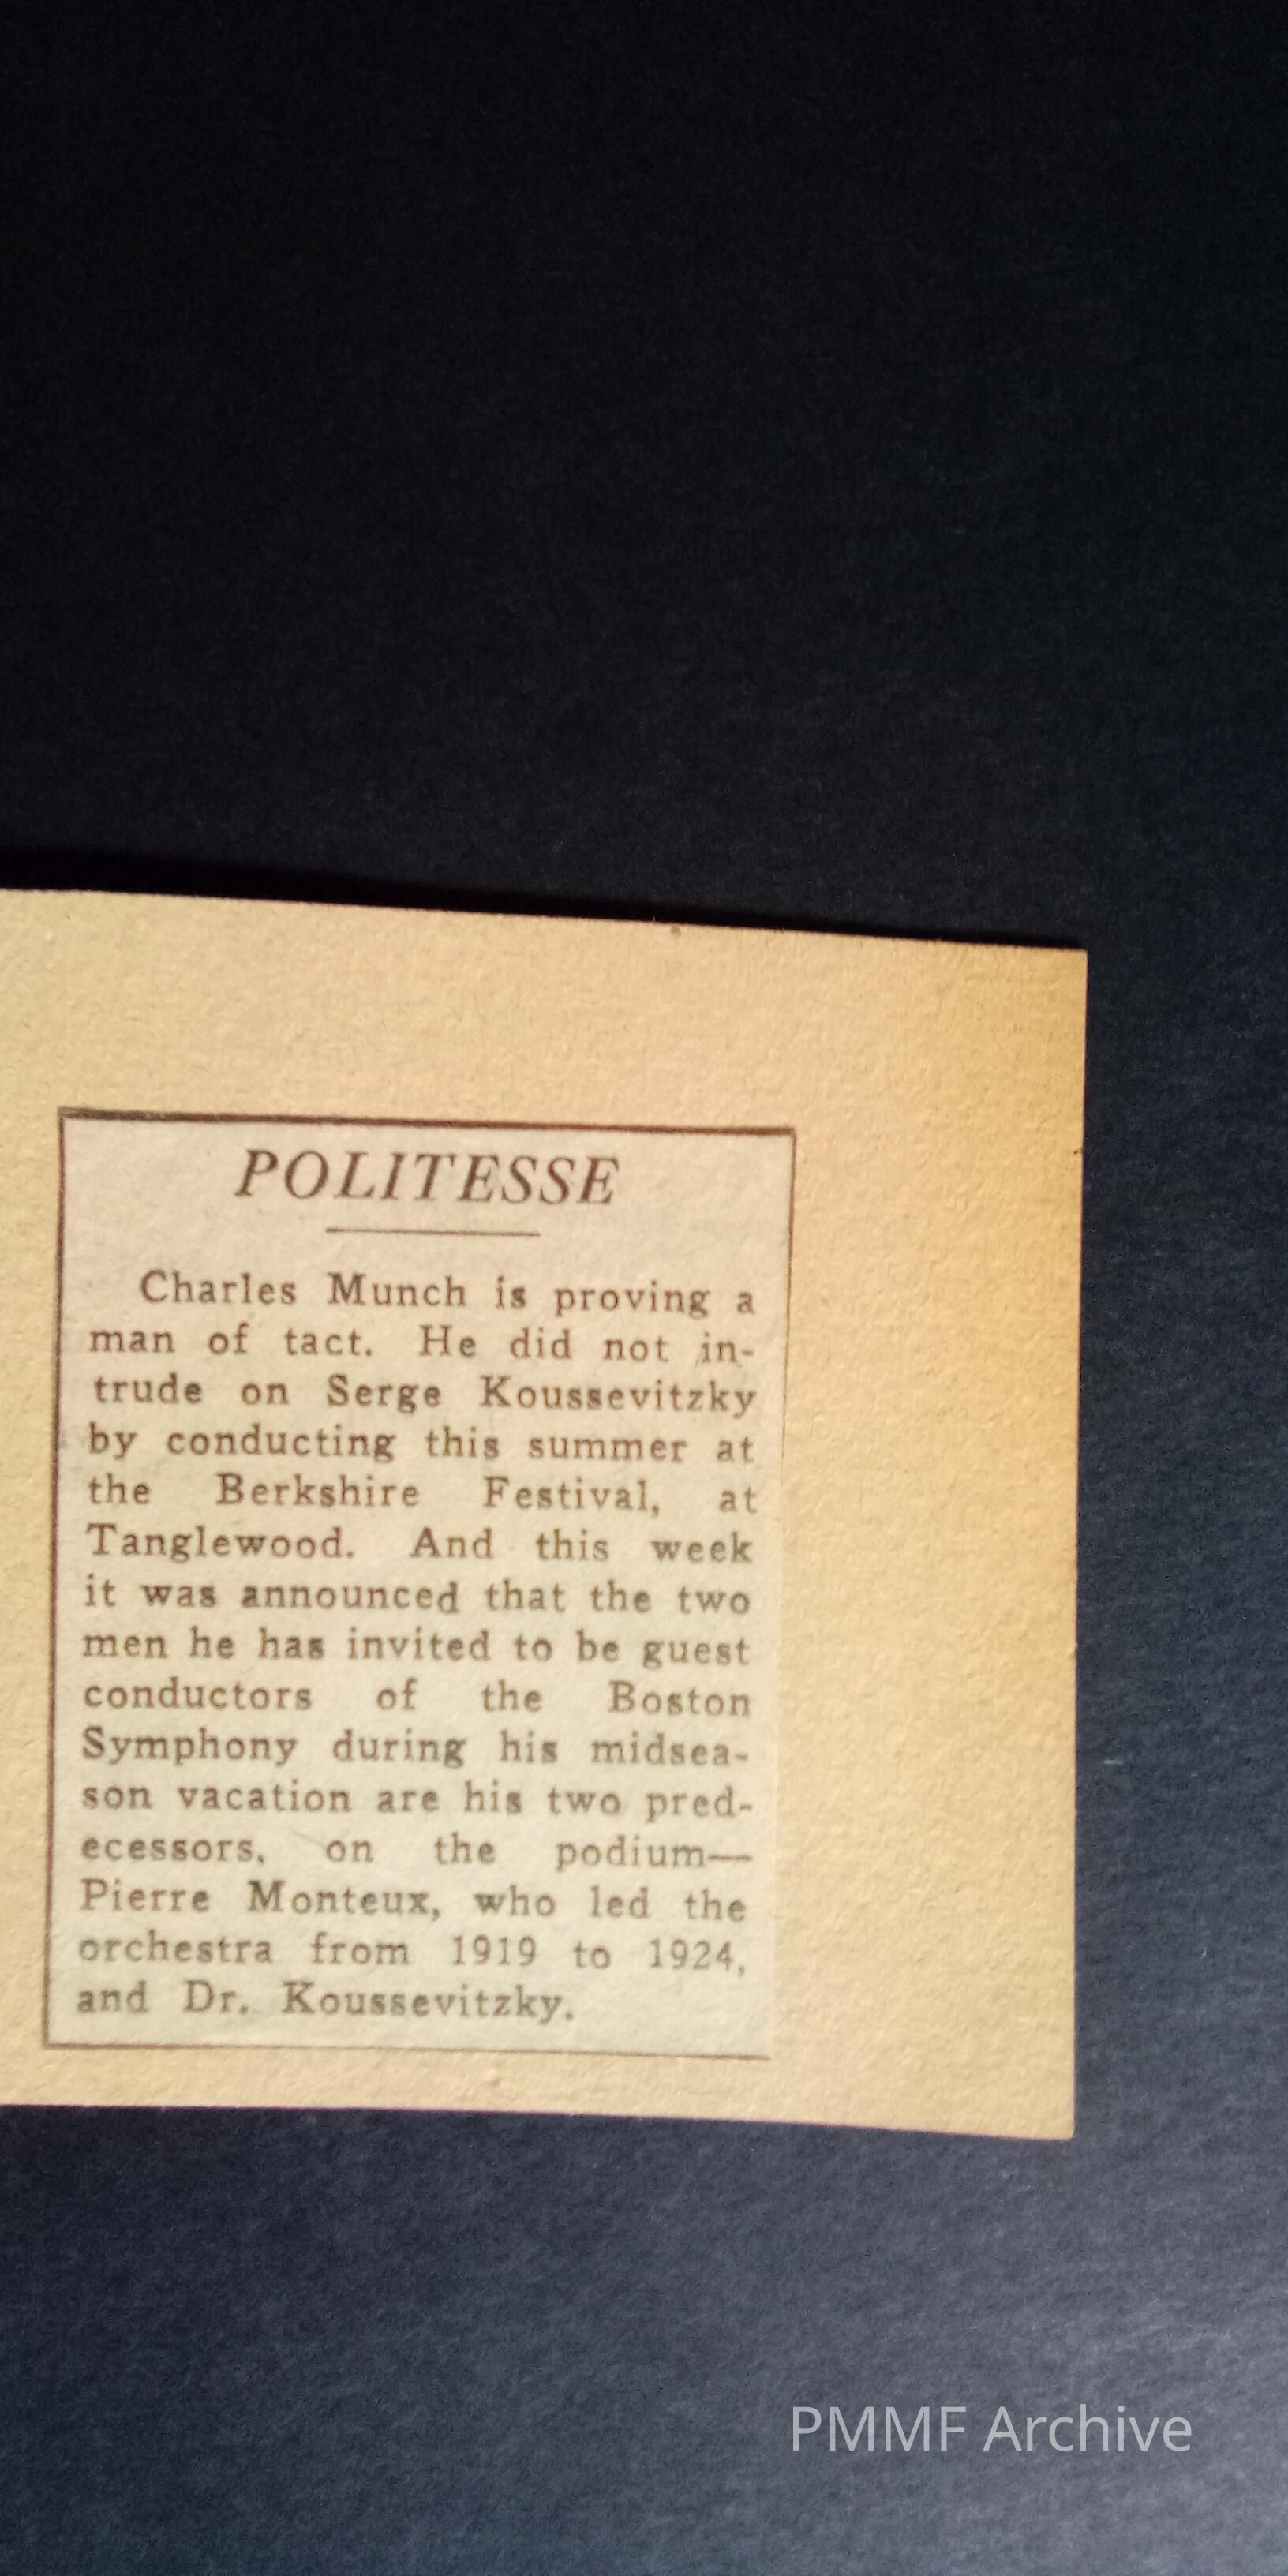 POLITESSE
Charles Munch is proving a
man of tact. He did not in-
trude on Serge Koussevitzky
by conducting this summer at
the Berkshire Festival, at
Tanglewood. And this week
it was announced that the two
men he has invited to be guest
conductors of the Boston
Symphony during his midsea-
son vacation are his two pred-
ecessors. on the podium—
Pierre Monteux, who led the
orchestra from 1919 to 1924,
and Dr. Koussevitzky.
PMMF Archive